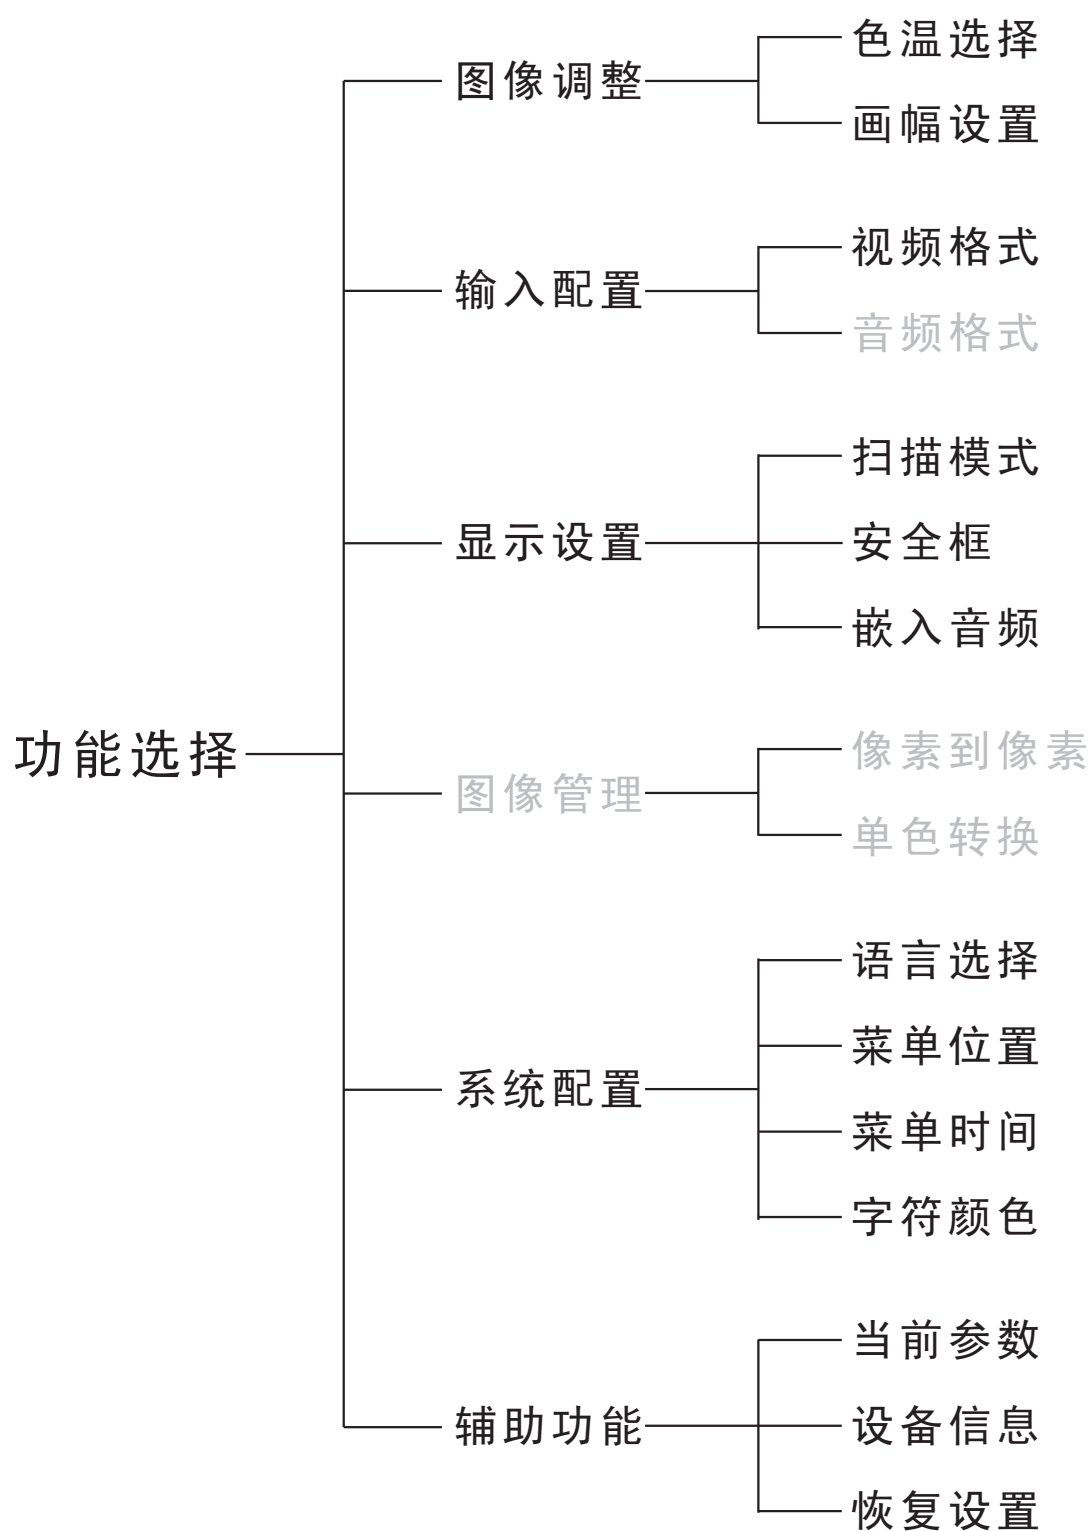 功能选择
图像调整
色温选择
画幅设置
输入配置
视频格式
音频格式
显示设置
扫描模式
安全框
嵌入音频
图像管理
像素到像素
单色转换
系统配置
语言选择
菜单位置
菜单时间
字符颜色
辅助功能
当前参数
设备信息
恢复设置